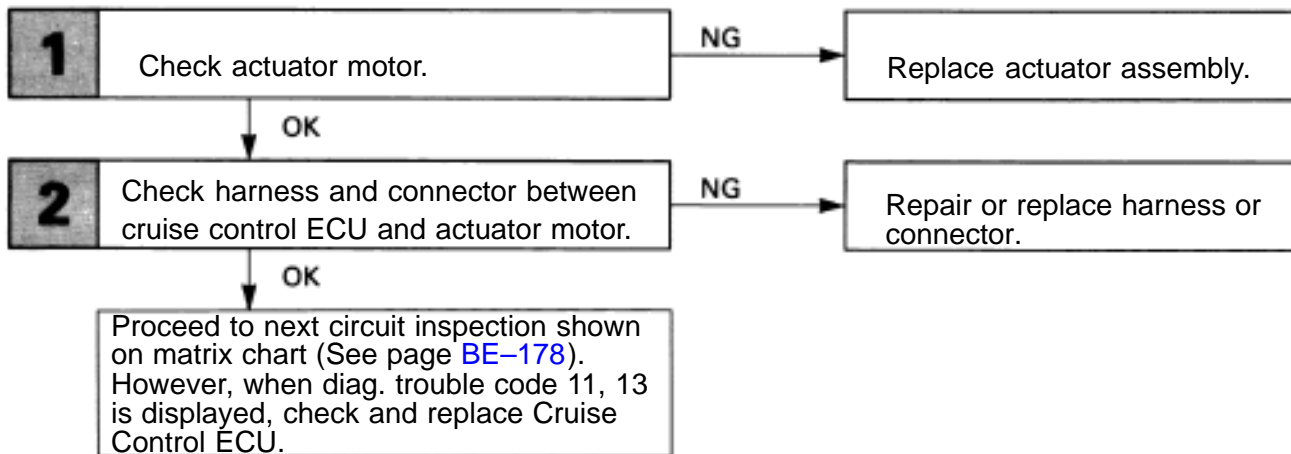 1
Check actuator motor.
NG
Replace actuator assembly.
OK
2
Check harness and connector between
cruise control ECU and actuator motor.
NG
Repair or replace harness or
connector.
OK
Proceed to next circuit inspection shown
on matrix chart (See page BE–178).
However, when diag. trouble code 11, 13
is displayed, check and replace Cruise
Control ECU.